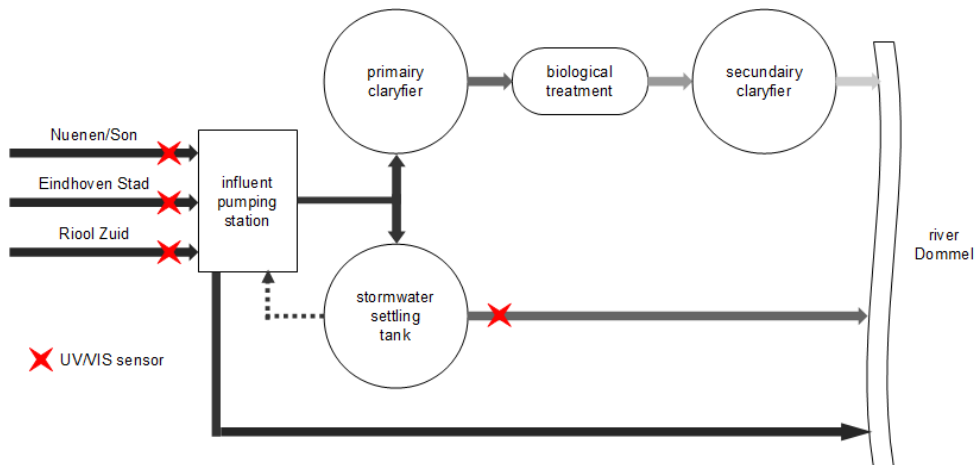 primairy
claryfier
biological
treatment
secundairy
claryfier
Nuenen/Son
Eindhoven Stad
Riool Zuid
influent
pumping
station
river
Dommel
stormwater
settling
tank
UV/VIS sensor